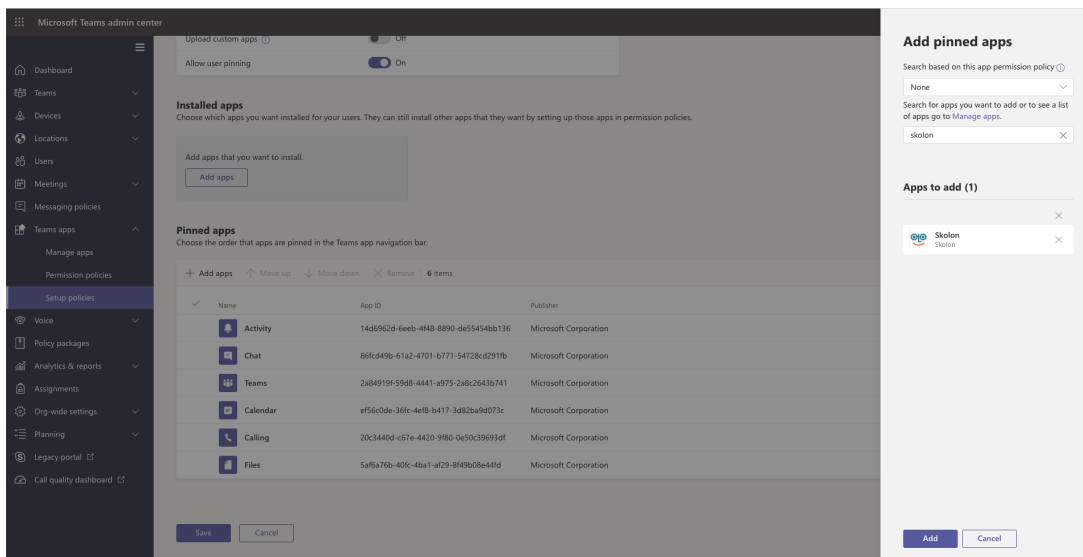 Microsoft Teams admin center
Dashboard
Teams
Devices
Locations
Users
Meetings
Messaging policies
Teams apps
Manage apps
Permission policies
Setup policies
Voice
Policy packages
Analytics & reports
Assignments
Org-wide settings
Planning
Legacy portal
Call quality dashboard
Upload custom apps
Off
Allow user pinning
On
Installed apps
Choose which apps you want installed for your users. They can still install other apps that they want by setting up those apps in permission policies.
Add apps that you want to install.
Add apps
Pinned apps
Choose the order that apps are pinned in the Teams app navigation bar.
Add apps Move up Move down Remove 6 items
Name App ID Publisher
Activity 14d6962d-6eeb-4f48-8890-de55454bb136 Microsoft Corporation
Chat 86fcd49b-61a2-4701-b771-54728cd291fb Microsoft Corporation
Teams 2a84919f-59d8-4441-a975-2a8c2643b741 Microsoft Corporation
Calendar ef56c0de-36fc-4ef8-b417-3d82ba9d073c Microsoft Corporation
Calling 20c3440d-c67e-4420-9f80-0e50c39693df Microsoft Corporation
Files 5af6a76b-40fc-4ba1-af29-8f49b08e44fd Microsoft Corporation
Save Cancel
Add pinned apps
Search based on this app permission policy
None
Search for apps you want to add or to see a list
of apps go to Manage apps.
skolon
Apps to add (1)
Skolon
Skolon
Add Cancel